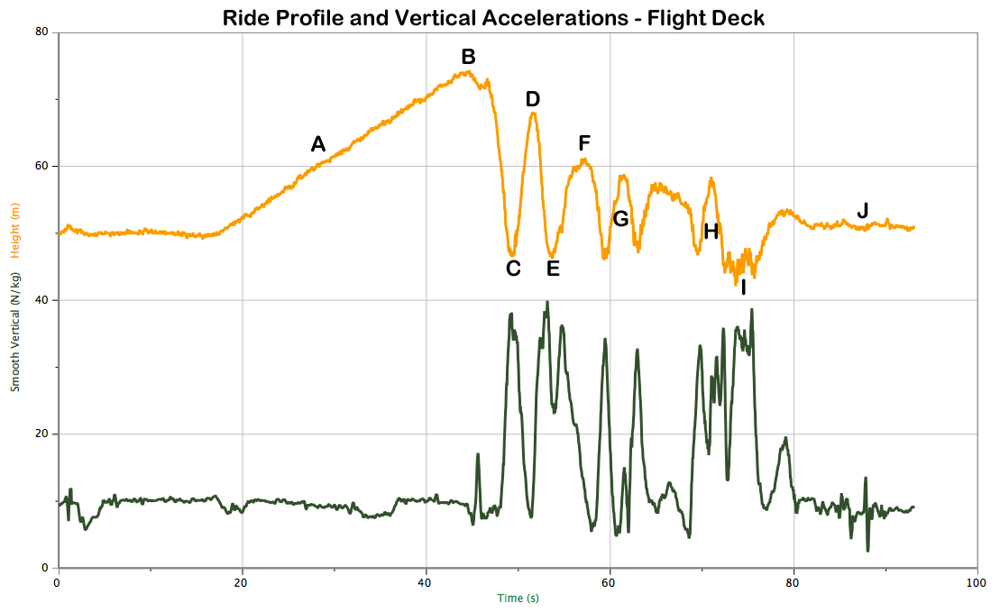 Ride Profile and Vertical Accelerations - Flight Deck
80
B
D
A
F
60
G
J
H
Height (m)
C
E
I
40
Smooth Vertical (N/kg)
20
0
0
20
40
60
80
100
Time (s)